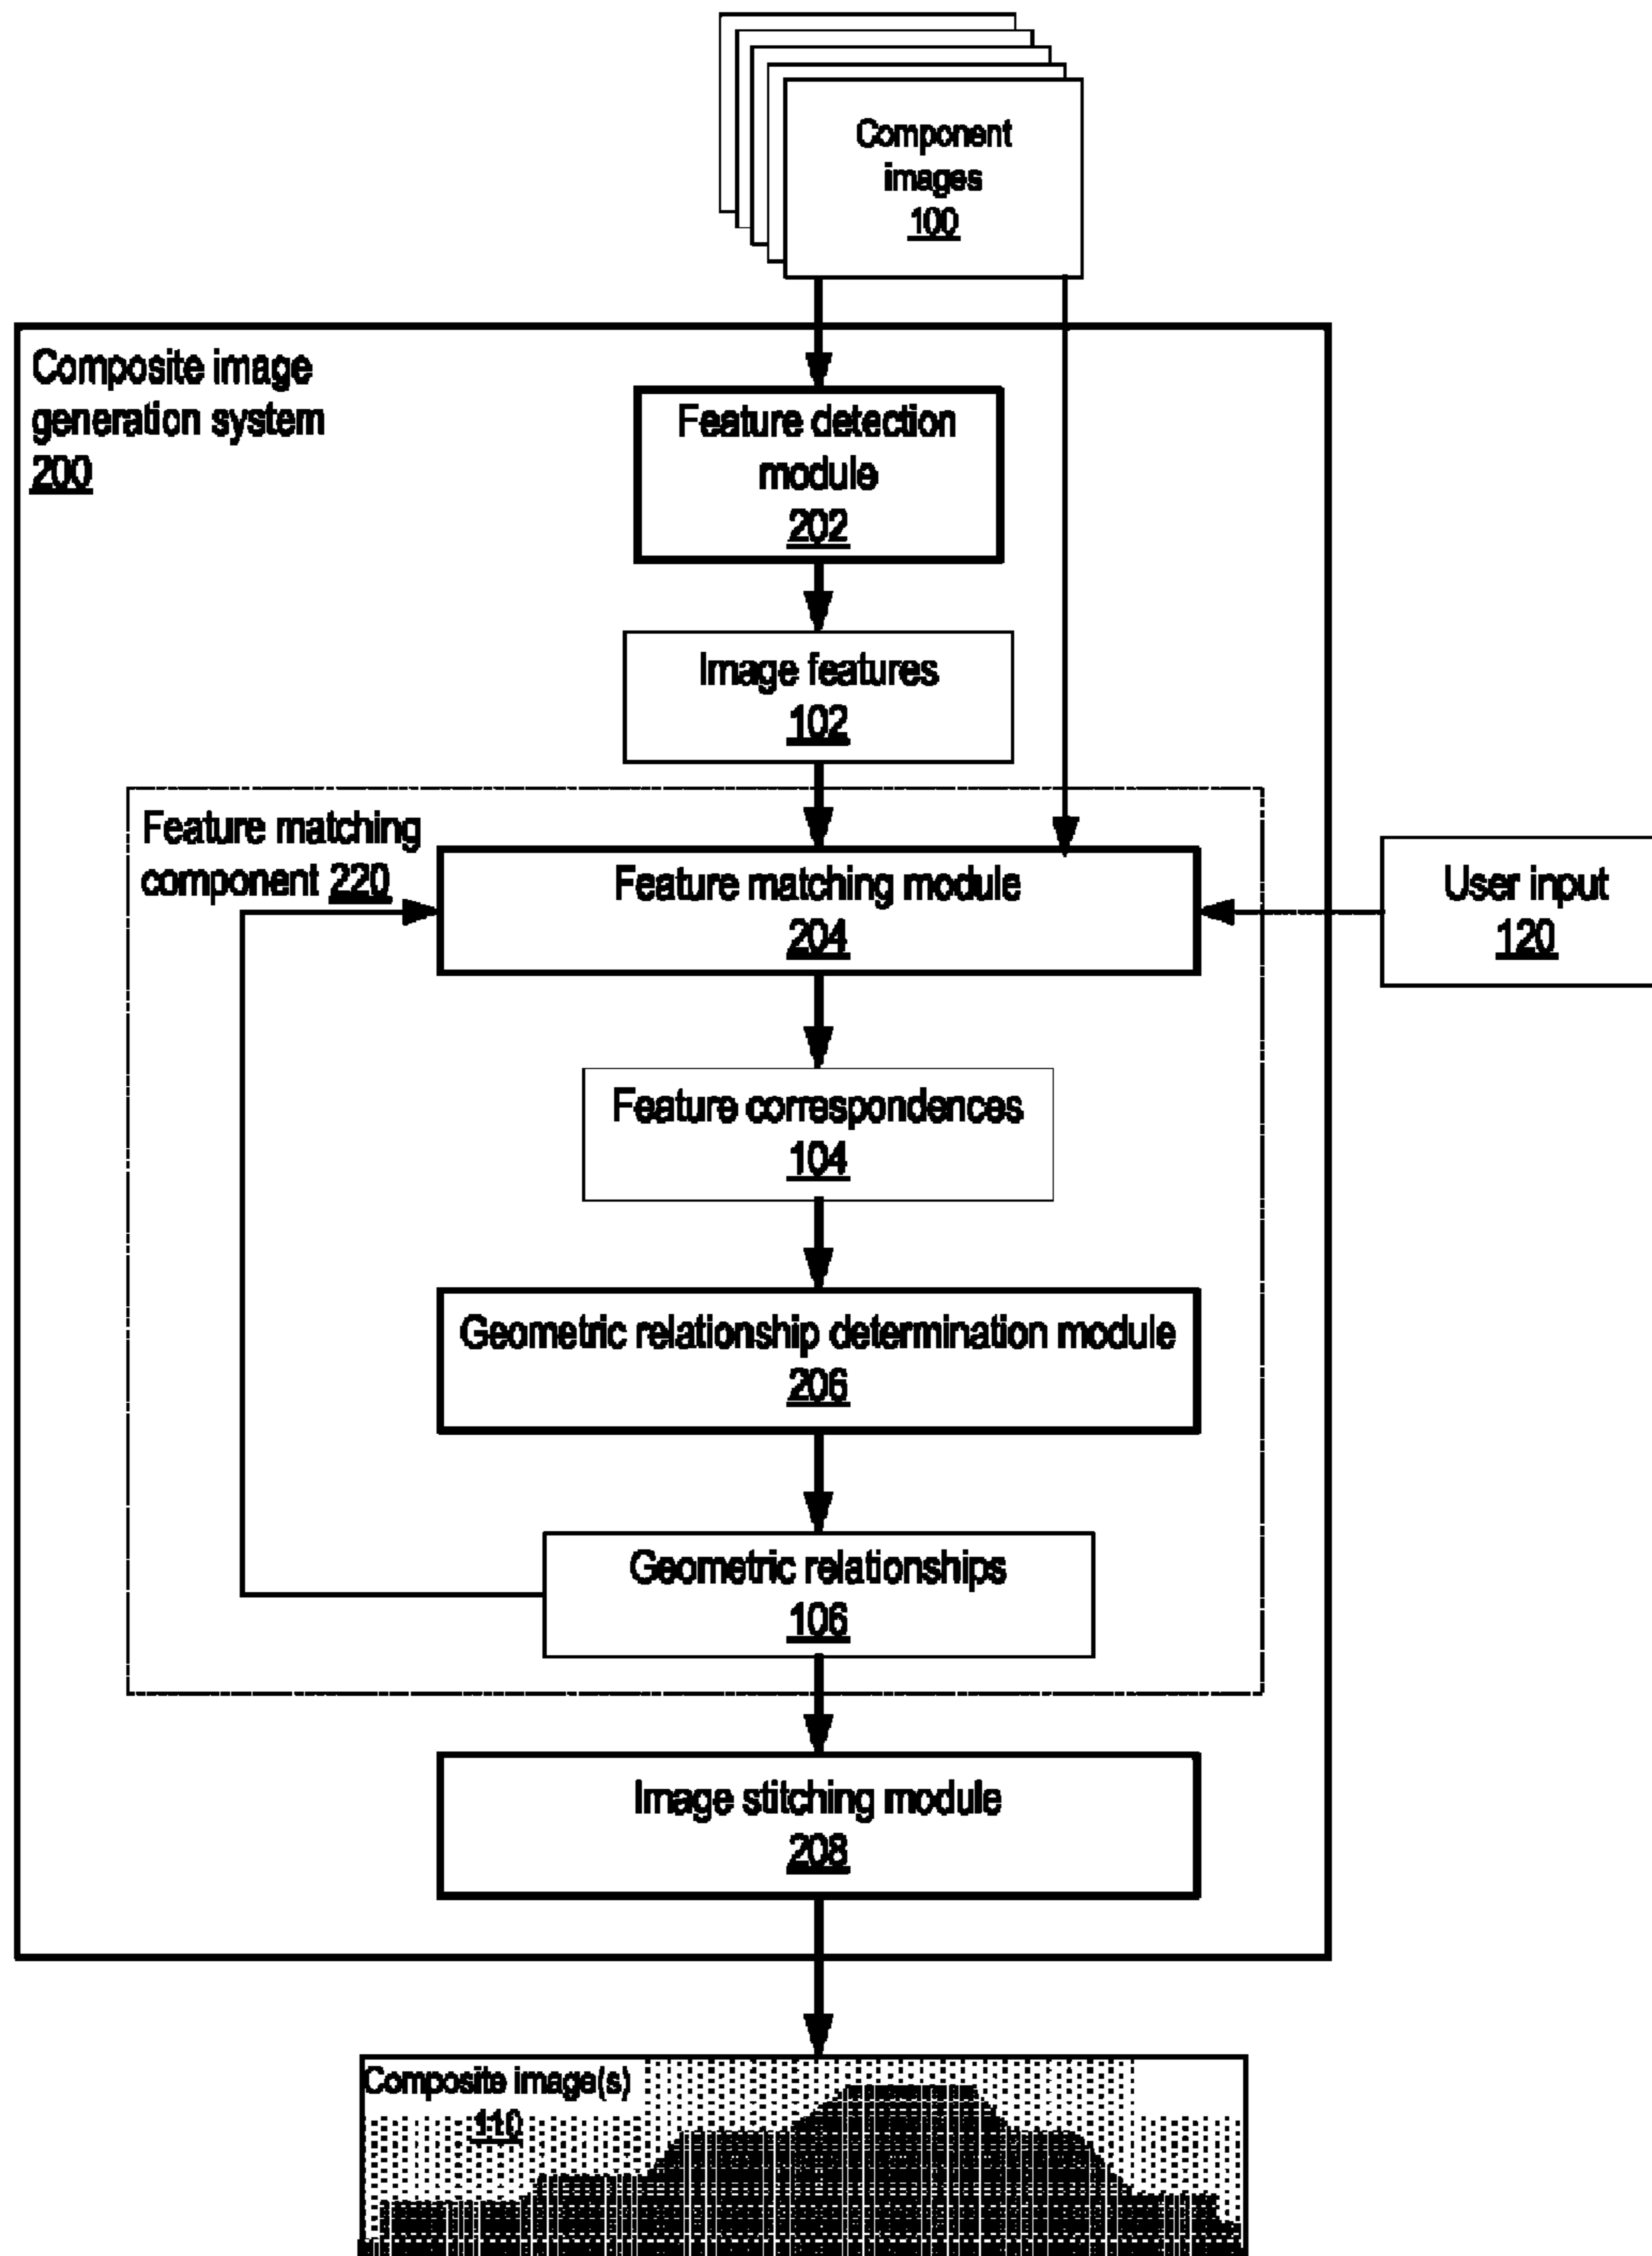 Component
images
100
Composite image
generation system
200
Feature detection
module
202
Image features
102
Feature matching
component 220
Feature matching module
204
User input
120
Feature correspondences
104
Geometric relationship determination module
206
Geometric relationships
106
Image stitching module
208
Composite image(s)
110